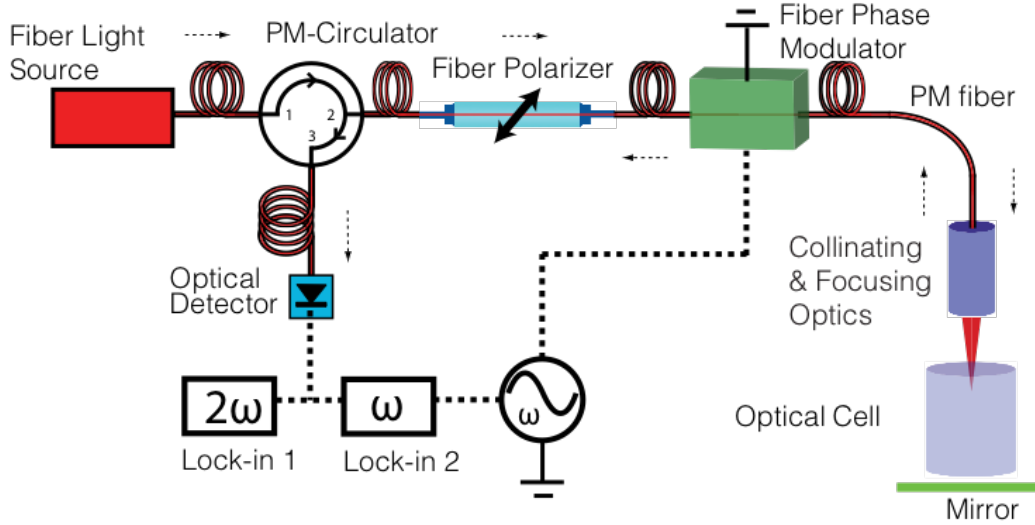 Fiber Light
Source
PM-Circulator
Fiber Polarizer
Fiber Phase
Modulator
PM fiber
1
2
3
Optical
Detector
Collinating
& Focusing
Optics
2ω
ω
ω
Lock-in 1
Lock-in 2
Optical Cell
Mirror